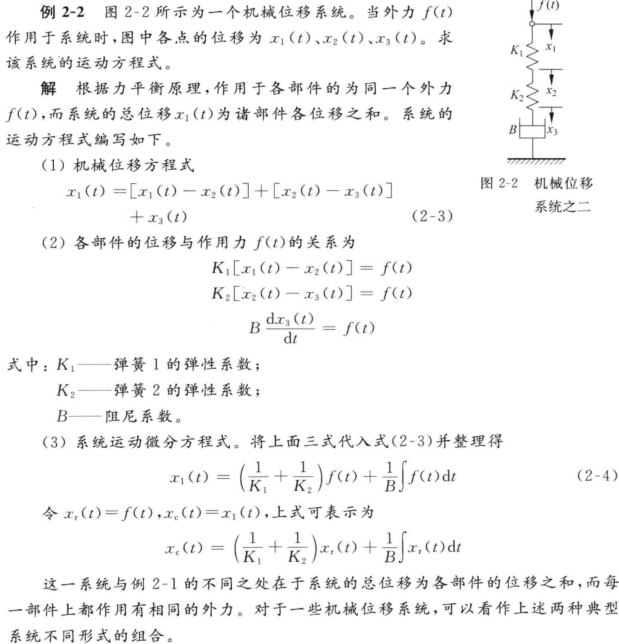 例 2-2 图 2-2 所示为一个机械位移系统。当外力 f(t)
作用于系统时,图中各点的位移为 x₁(t)、x₂(t)、x₃(t)。求
该系统的运动方程式。
解 根据力平衡原理,作用于各部件的为同一个外力
f(t),而系统的总位移x₁(t)为诸部件各位移之和。系统的
运动方程式编写如下。
(1) 机械位移方程式
x₁(t) =[x₁(t) − x₂(t)]+[x₂(t) − x₃(t)]
+ x₃(t) (2-3)
f(t)
K₁ x₁
K₂ x₂
B x₃
图 2-2 机械位移
系统之二
(2) 各部件的位移与作用力 f(t)的关系为
K₁[x₁(t) − x₂(t)] = f(t)
K₂[x₂(t) − x₃(t)] = f(t)
B dx₃(t)/dt = f(t)
式中: K₁——弹簧 1 的弹性系数;
K₂——弹簧 2 的弹性系数;
B——阻尼系数。
(3) 系统运动微分方程式。将上面三式代入式(2-3)并整理得
x₁(t) = (1/K₁ + 1/K₂)f(t) + 1/B∫f(t)dt (2-4)
令 xᵣ(t)=f(t),x꜀(t)=x₁(t),上式可表示为
x꜀(t) = (1/K₁ + 1/K₂)xᵣ(t) + 1/B∫xᵣ(t)dt
这一系统与例 2-1 的不同之处在于系统的总位移为各部件的位移之和,而每
一部件上都作用有相同的外力。对于一些机械位移系统,可以看作上述两种典型
系统不同形式的组合。